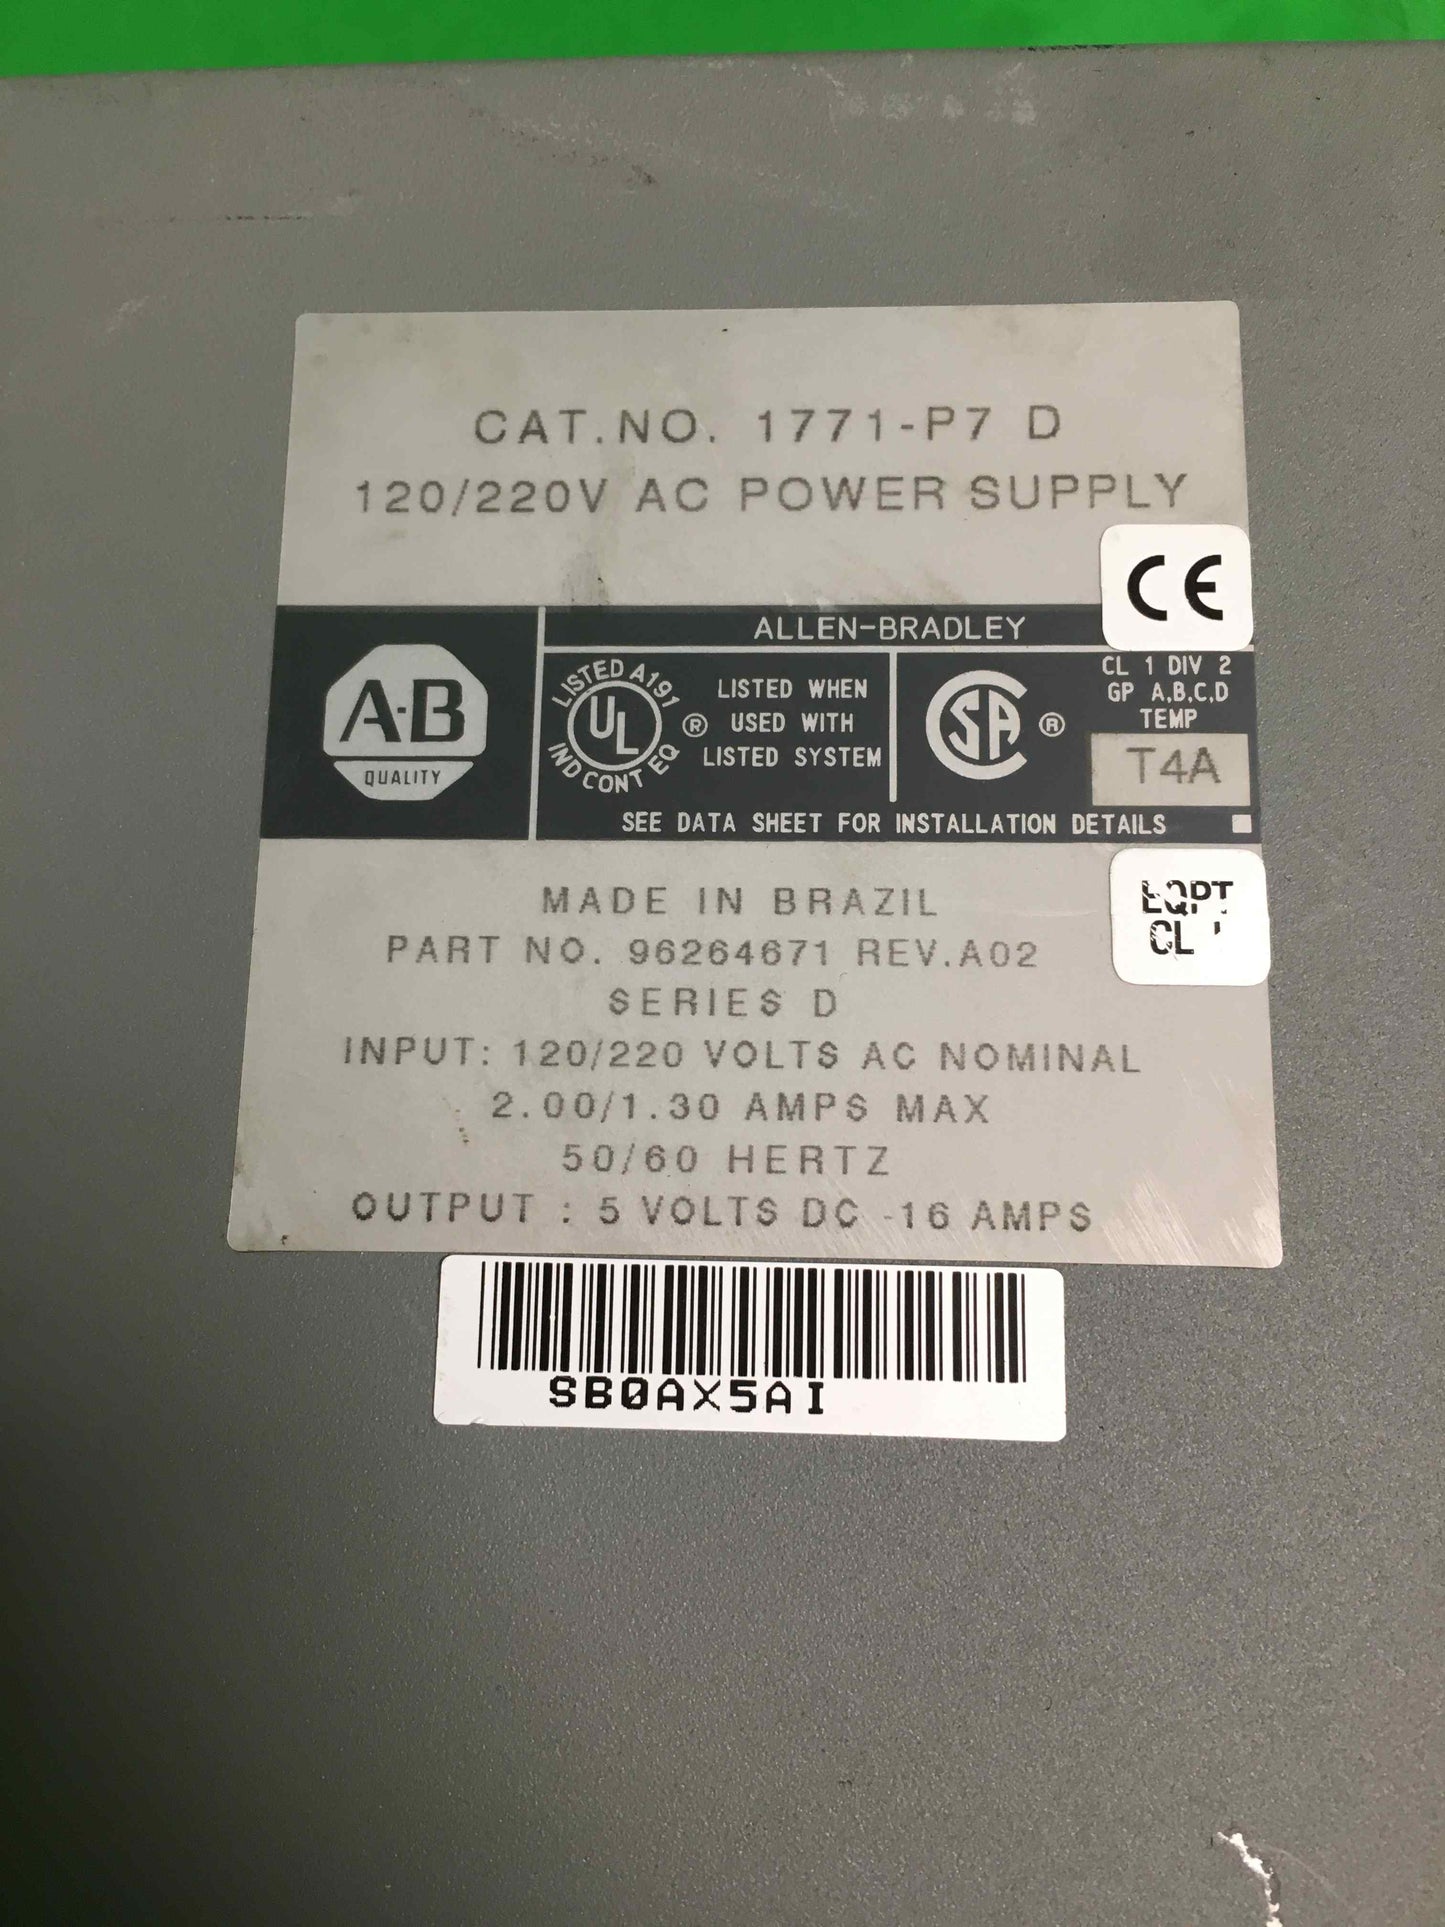 CAT.NO. 1771-P7 D
120/220V AC POWER SUPPLY
CE
ALLEN-BRADLEY
A-B
QUALITY
LISTED A191
UL
IND CONT EQ
®
LISTED WHEN
USED WITH
LISTED SYSTEM
SA
®
CL 1 DIV 2
GP A,B,C,D
TEMP
T4A
SEE DATA SHEET FOR INSTALLATION DETAILS
EQPT
CL
MADE IN BRAZIL
PART NO. 96264671 REV.A02
SERIES D
INPUT: 120/220 VOLTS AC NOMINAL
2.00/1.30 AMPS MAX
50/60 HERTZ
OUTPUT : 5 VOLTS DC -16 AMPS
SB0AX5AI